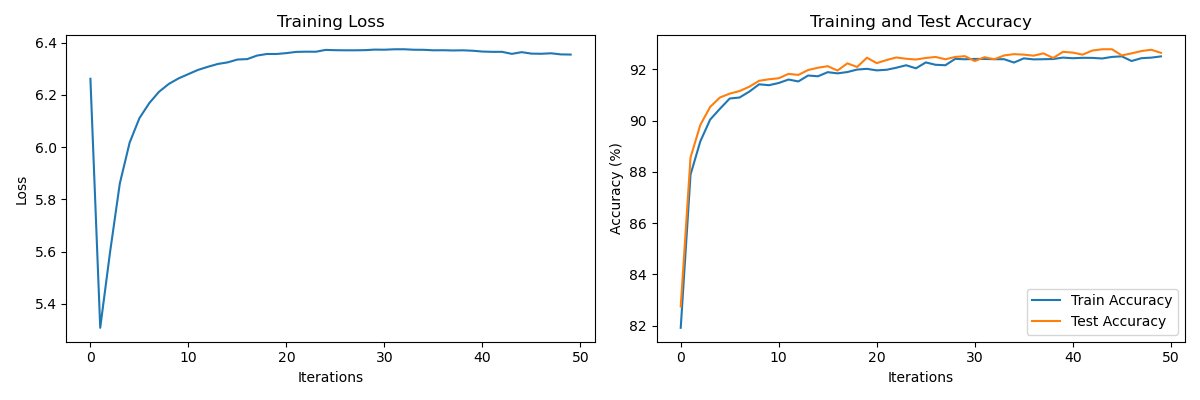 Training Loss
Loss
6.4
6.2
6.0
5.8
5.6
5.4
0 10 20 30 40 50
Iterations
Training and Test Accuracy
Accuracy (%)
92
90
88
86
84
82
Train Accuracy
Test Accuracy
0 10 20 30 40 50
Iterations